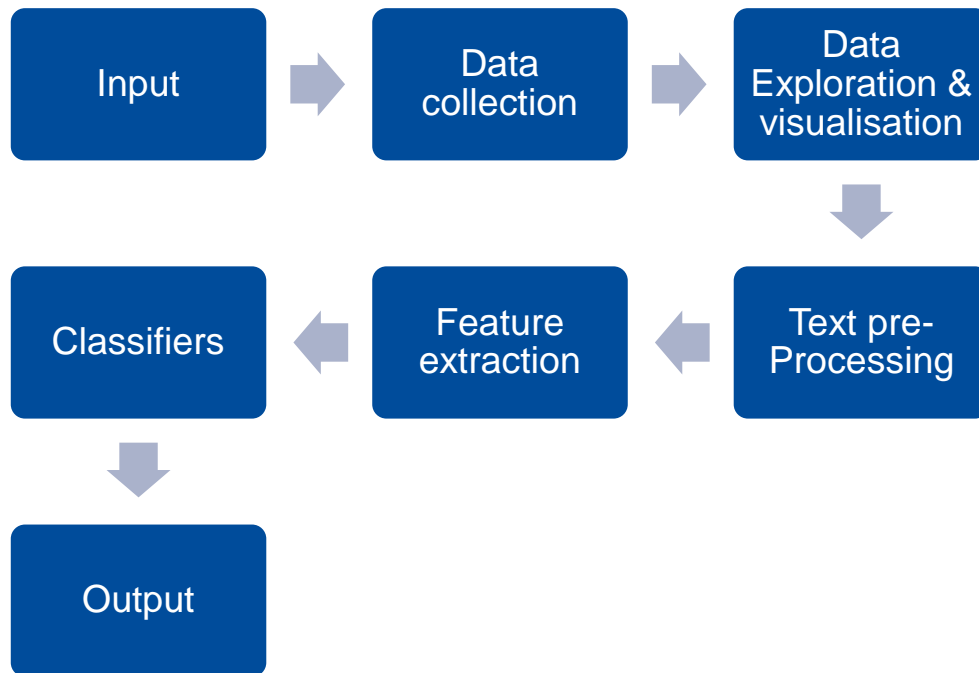 Input
Data
collection
Data
Exploration &
visualisation
Text pre-
Processing
Feature
extraction
Classifiers
Output